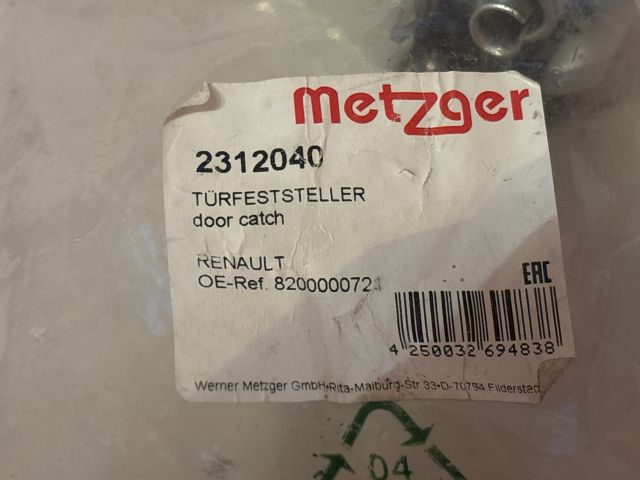 metzger
2312040
TÜRFESTSTELLER
door catch
RENAULT
OE-Ref. 8200000724
EAC
4 250032 694838
Werner Metzger GmbH•Rita-Maiburg-Str 33•D-70794 Filderstad
04